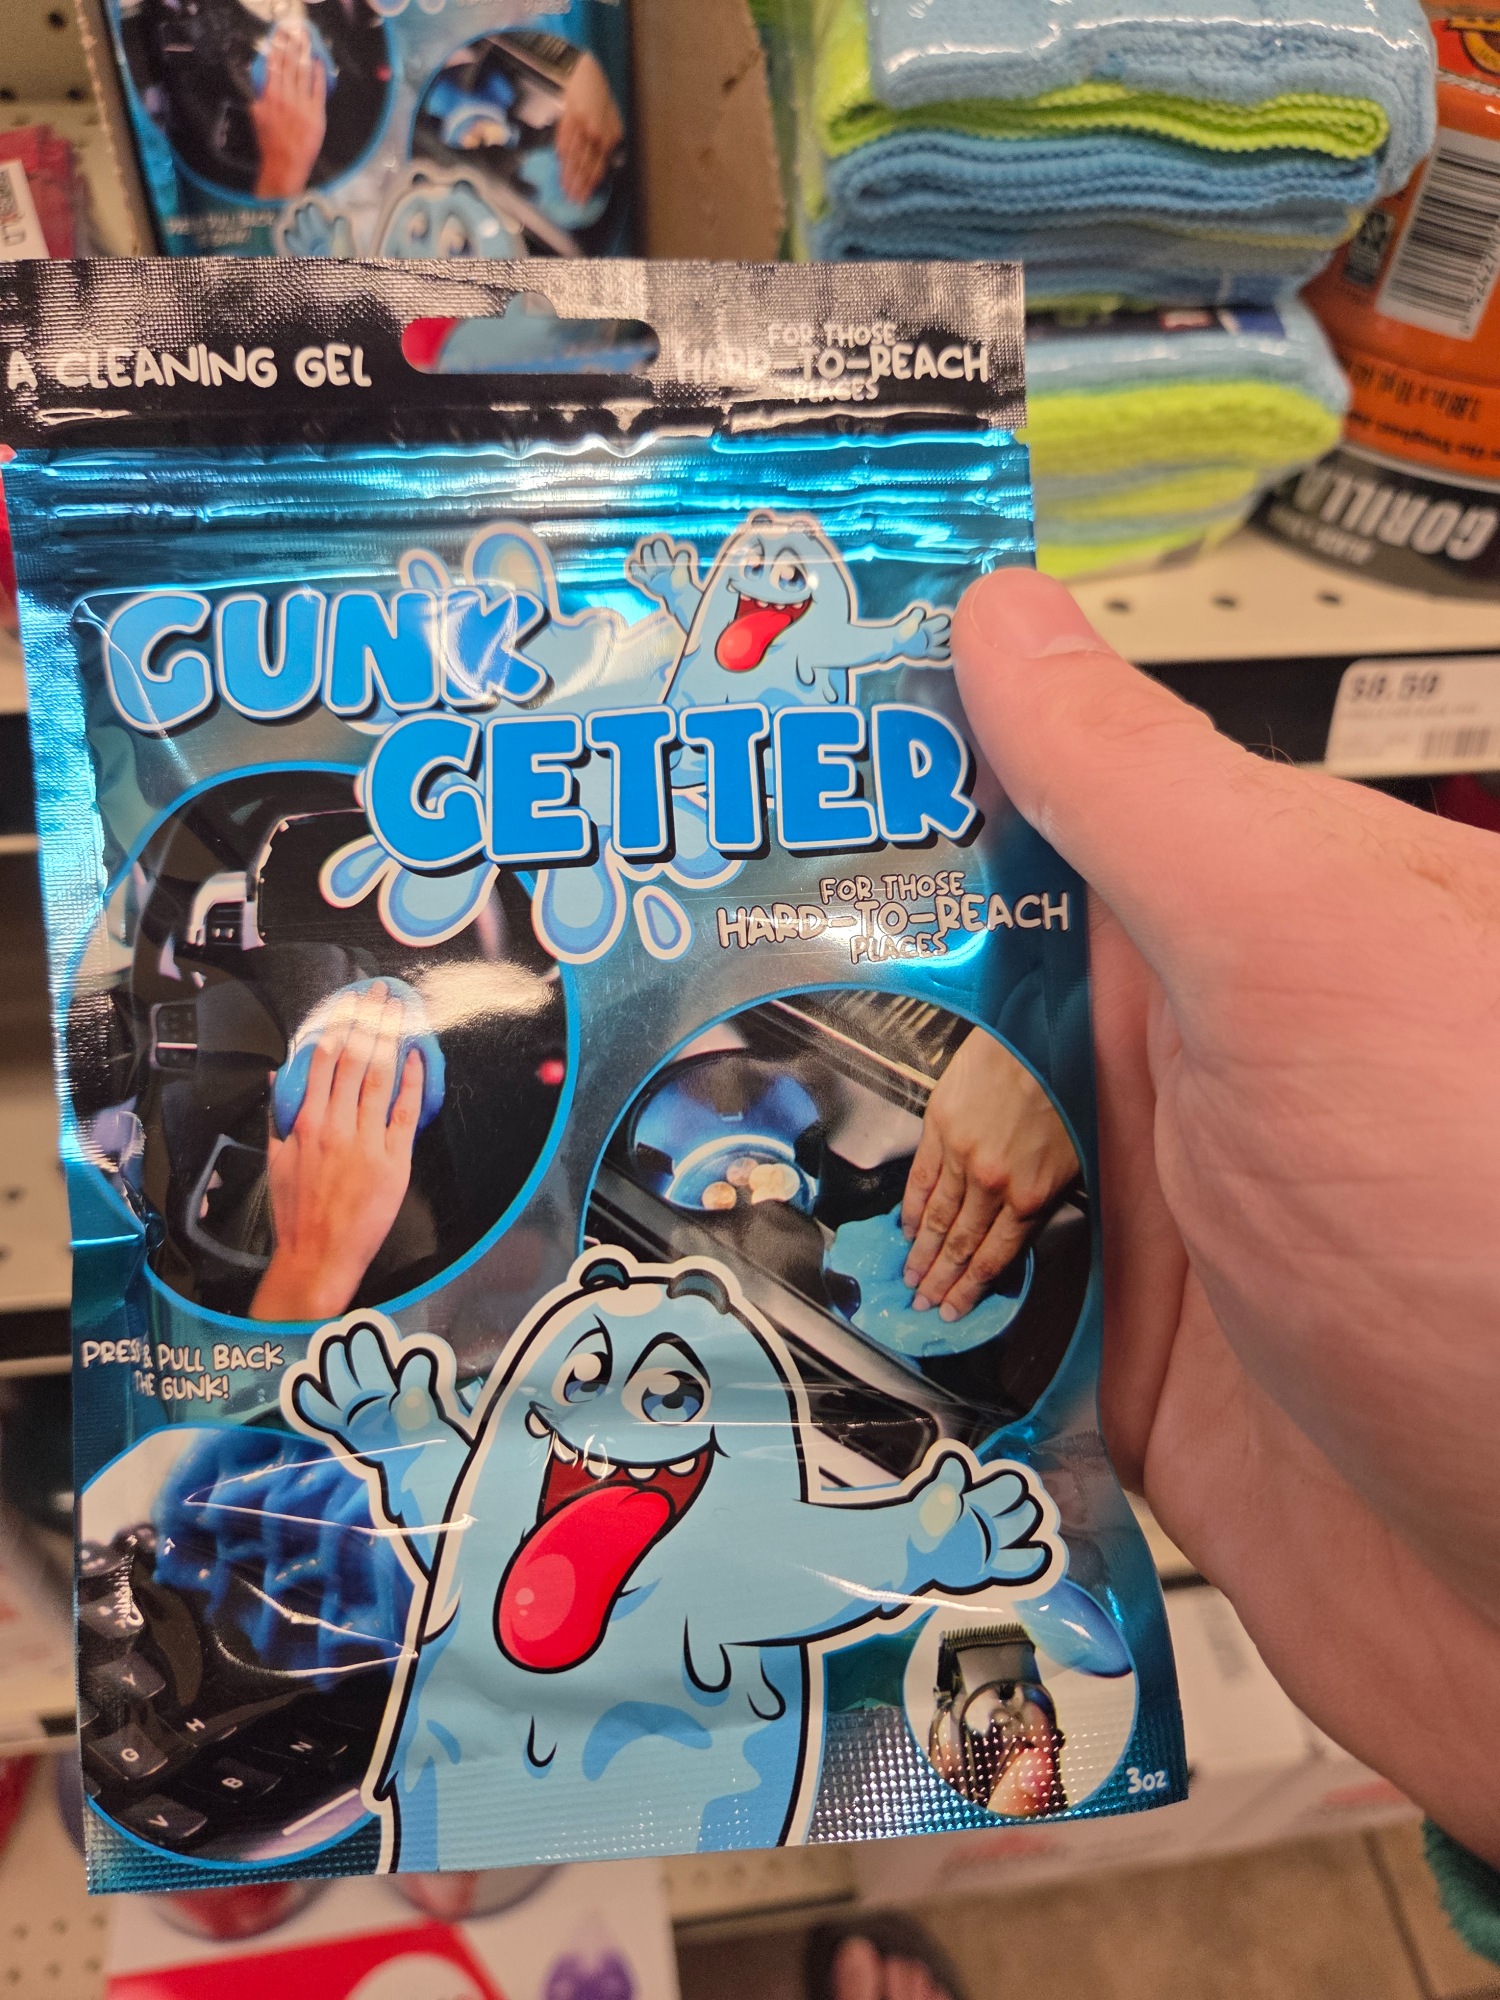 A CLEANING GEL
FOR THOSE
HARD-TO-REACH
PLACES
GUNK
GETTER
FOR THOSE
HARD-TO-REACH
PLACES
PRESS & PULL BACK
THE GUNK!
Y
H
G
N
B
V
3oz
GORILLA